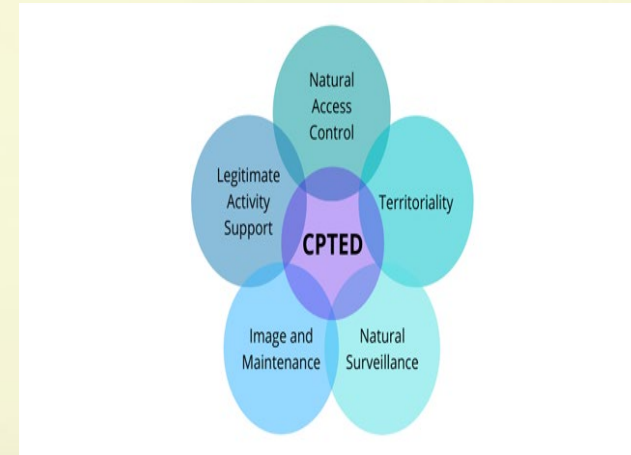 Natural
Access
Control
Legitimate
Activity
Support
Territoriality
CPTED
Image and
Maintenance
Natural
Surveillance